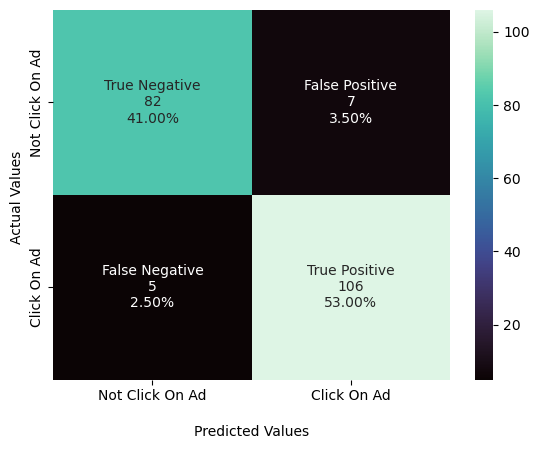 Actual Values
Not Click On Ad
Click On Ad
True Negative
82
41.00%
False Positive
7
3.50%
False Negative
5
2.50%
True Positive
106
53.00%
Not Click On Ad
Click On Ad
Predicted Values
100
80
60
40
20